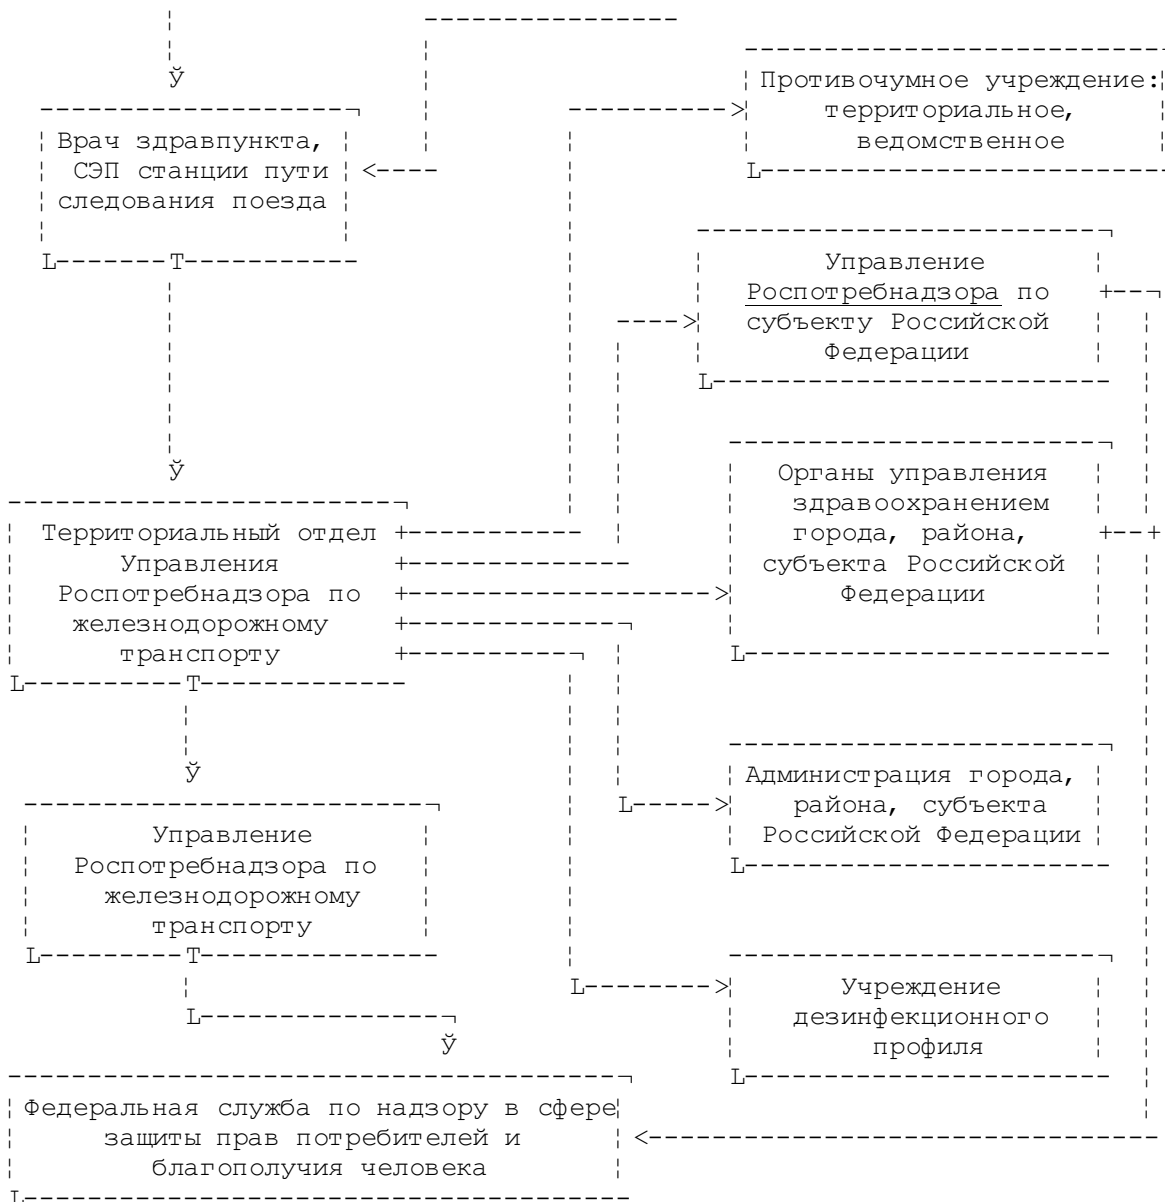 Противочумное учреждение:
территориальное,
ведомственное
Врач здравпункта,
СЭП станции пути
следования поезда
Управление
Роспотребнадзора по
субъекту Российской
Федерации
Органы управления
здравоохранением
города, района,
субъекта Российской
Федерации
Территориальный отдел
Управления
Роспотребнадзора по
железнодорожному
транспорту
Администрация города,
района, субъекта
Российской Федерации
Управление
Роспотребнадзора по
железнодорожному
транспорту
Учреждение
дезинфекционного
профиля
Федеральная служба по надзору в сфере
защиты прав потребителей и
благополучия человека